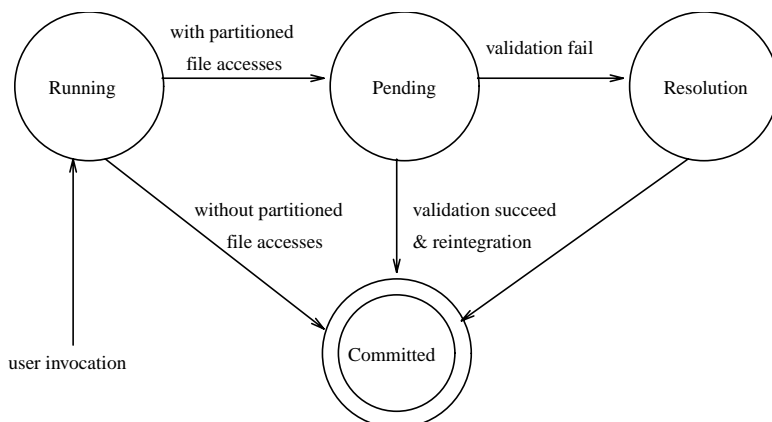 with partitioned
file accesses
validation fail
Running
Pending
Resolution
without partitioned
file accesses
validation succeed
& reintegration
Committed
user invocation